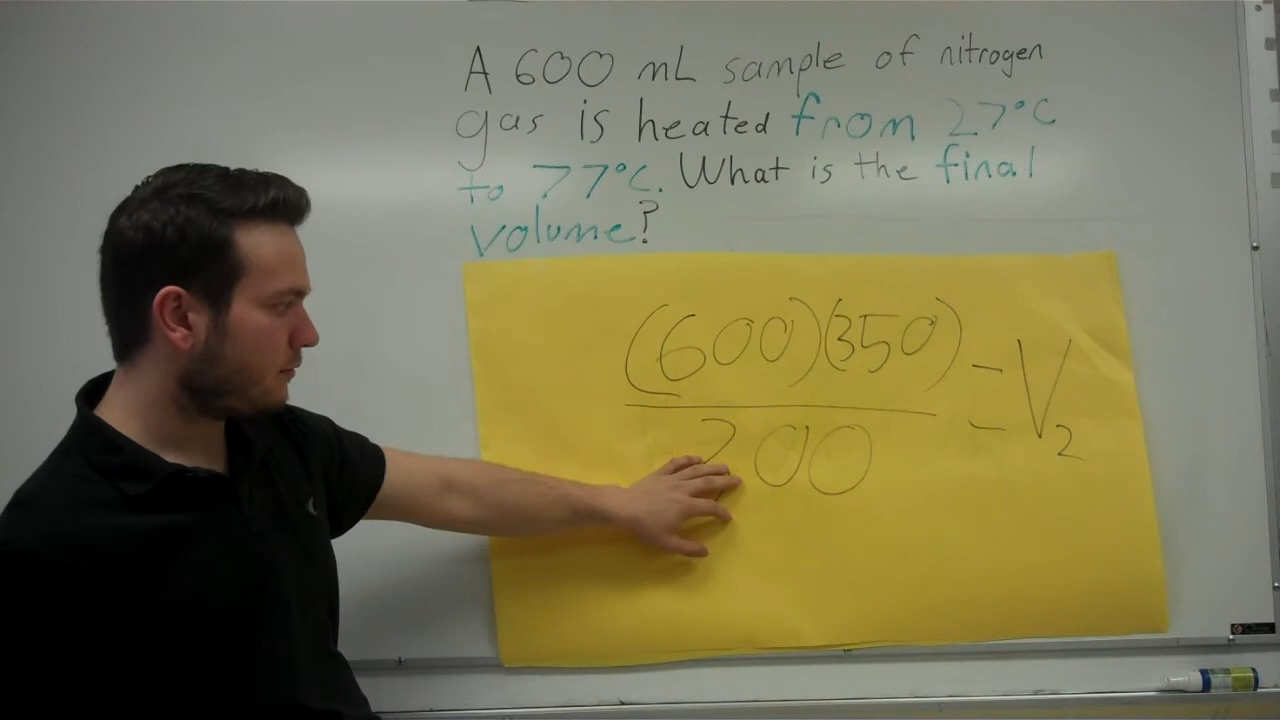 A 600 mL sample of nitrogen
gas is heated from 27°C
to 77°C. What is the final
volume?
(600)(350)
00
= V₂